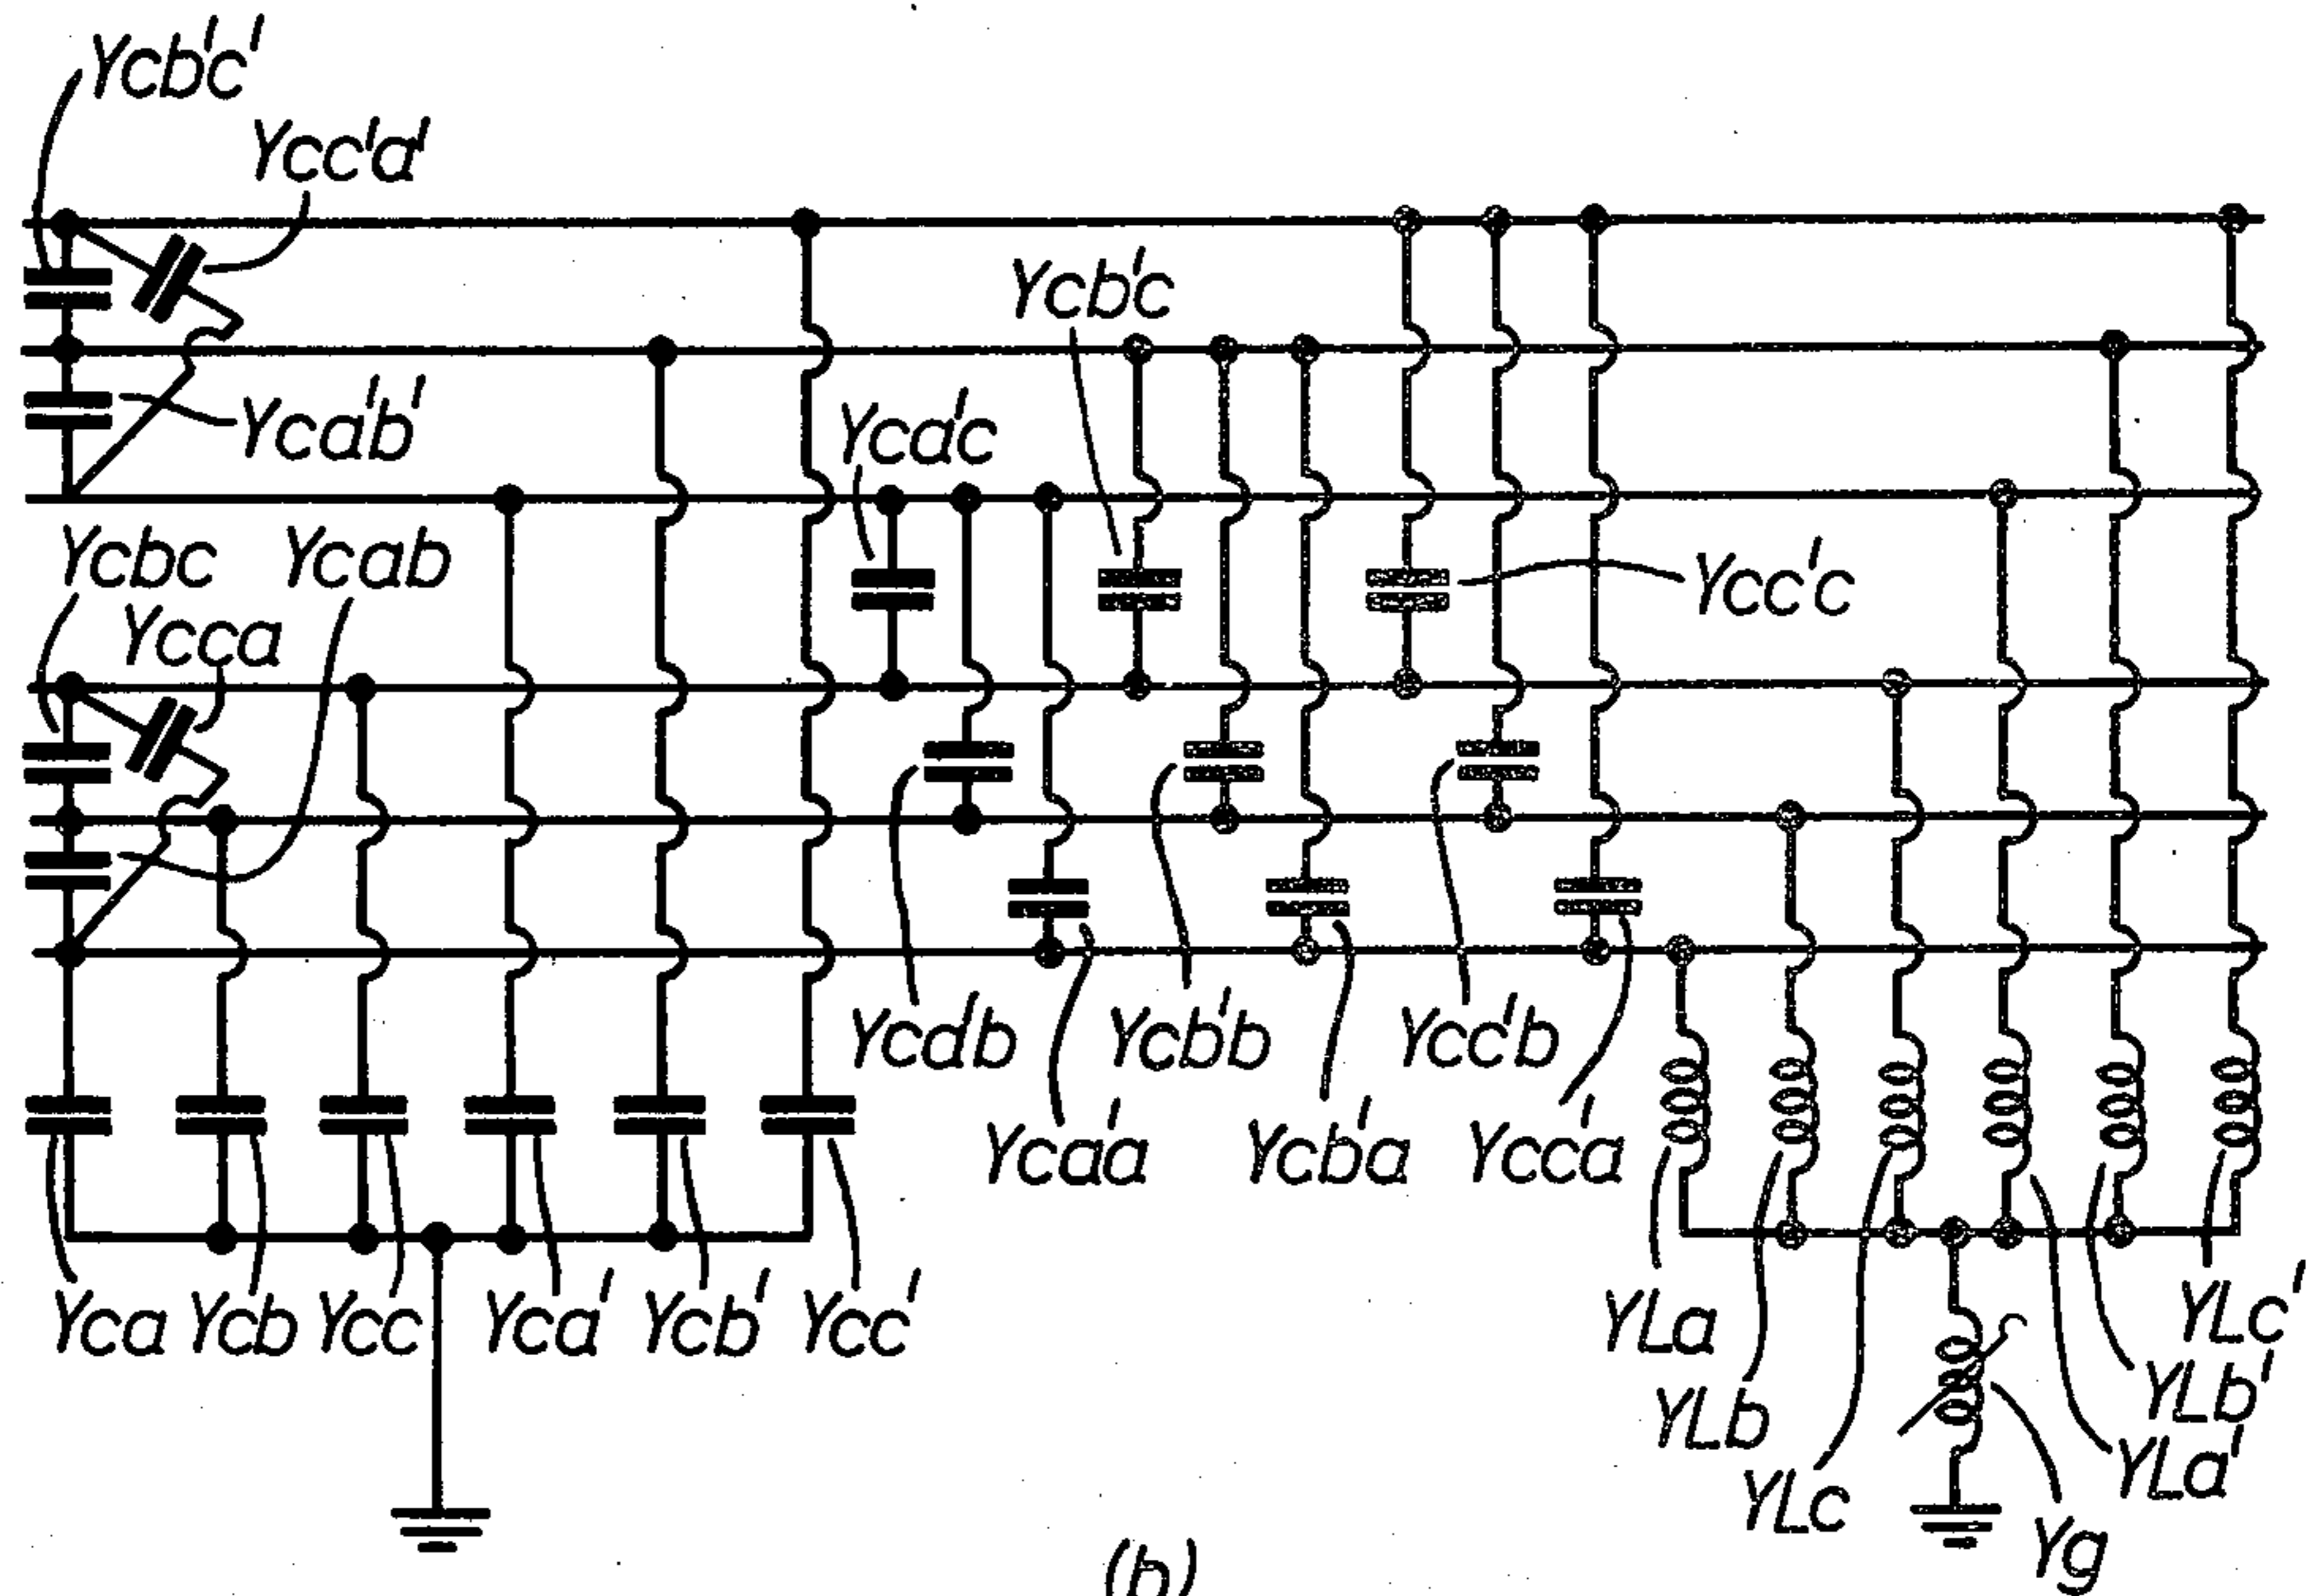 Ycb'c'
Ycc'a'
Ycb'c
Yca'b'
Yca'c
Ycbc
Ycab
Ycc'c
Ycca
Yca'b
Ycb'b
Ycc'b
Yca'a
Ycb'a
Ycc'a
Yca
Ycb
Ycc
Yca'
Ycb'
Ycc'
YLa
YLc'
YLb
YLb'
YLa'
YLc
Yg
(b)